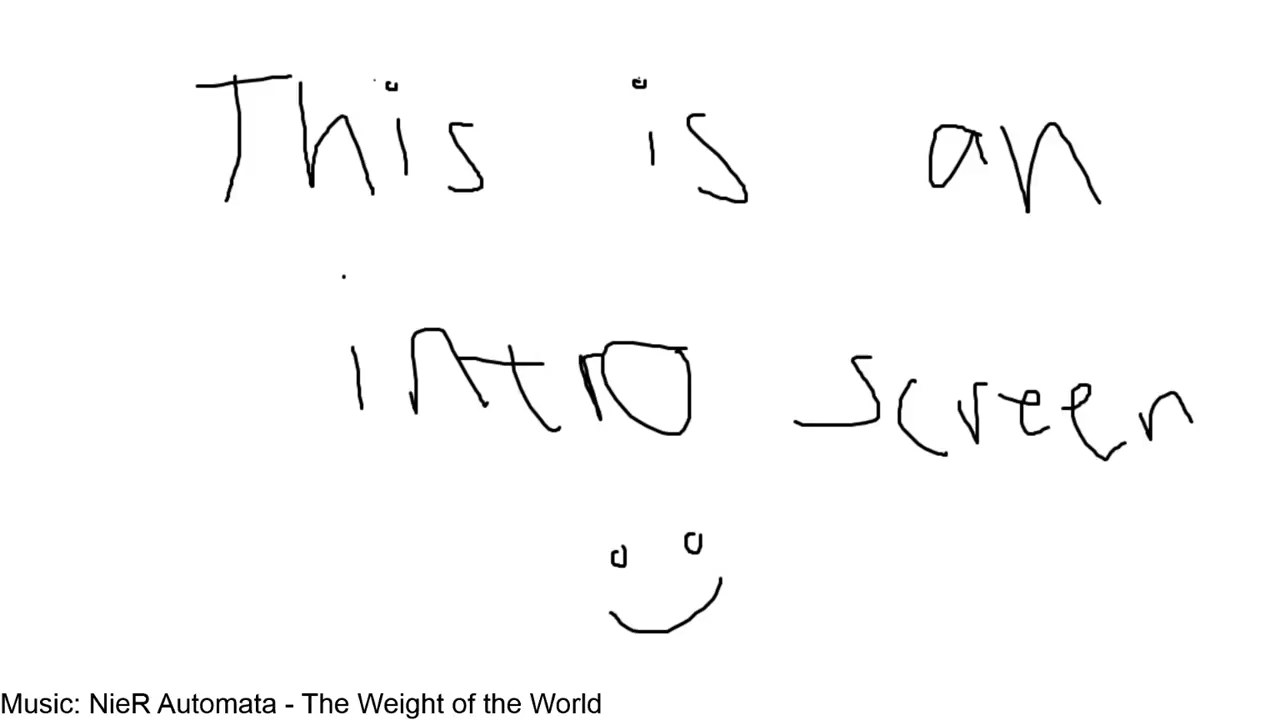 This is an
intro screen
Music: NieR Automata - The Weight of the World